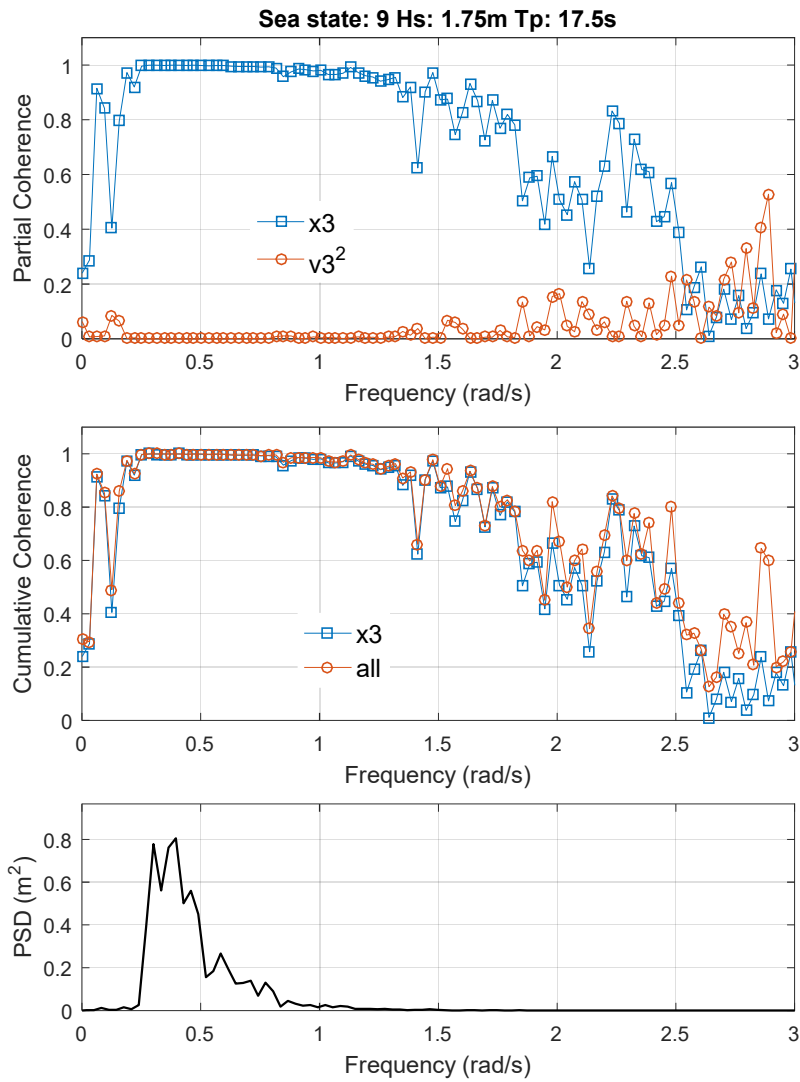 Sea state: 9 Hs: 1.75m Tp: 17.5s
Partial Coherence
1
0.8
0.6
0.4
0.2
0
x3
v3²
0 0.5 1 1.5 2 2.5 3
Frequency (rad/s)
Cumulative Coherence
1
0.8
0.6
0.4
0.2
0
x3
all
0 0.5 1 1.5 2 2.5 3
Frequency (rad/s)
PSD (m²)
0.8
0.6
0.4
0.2
0
0 0.5 1 1.5 2 2.5 3
Frequency (rad/s)